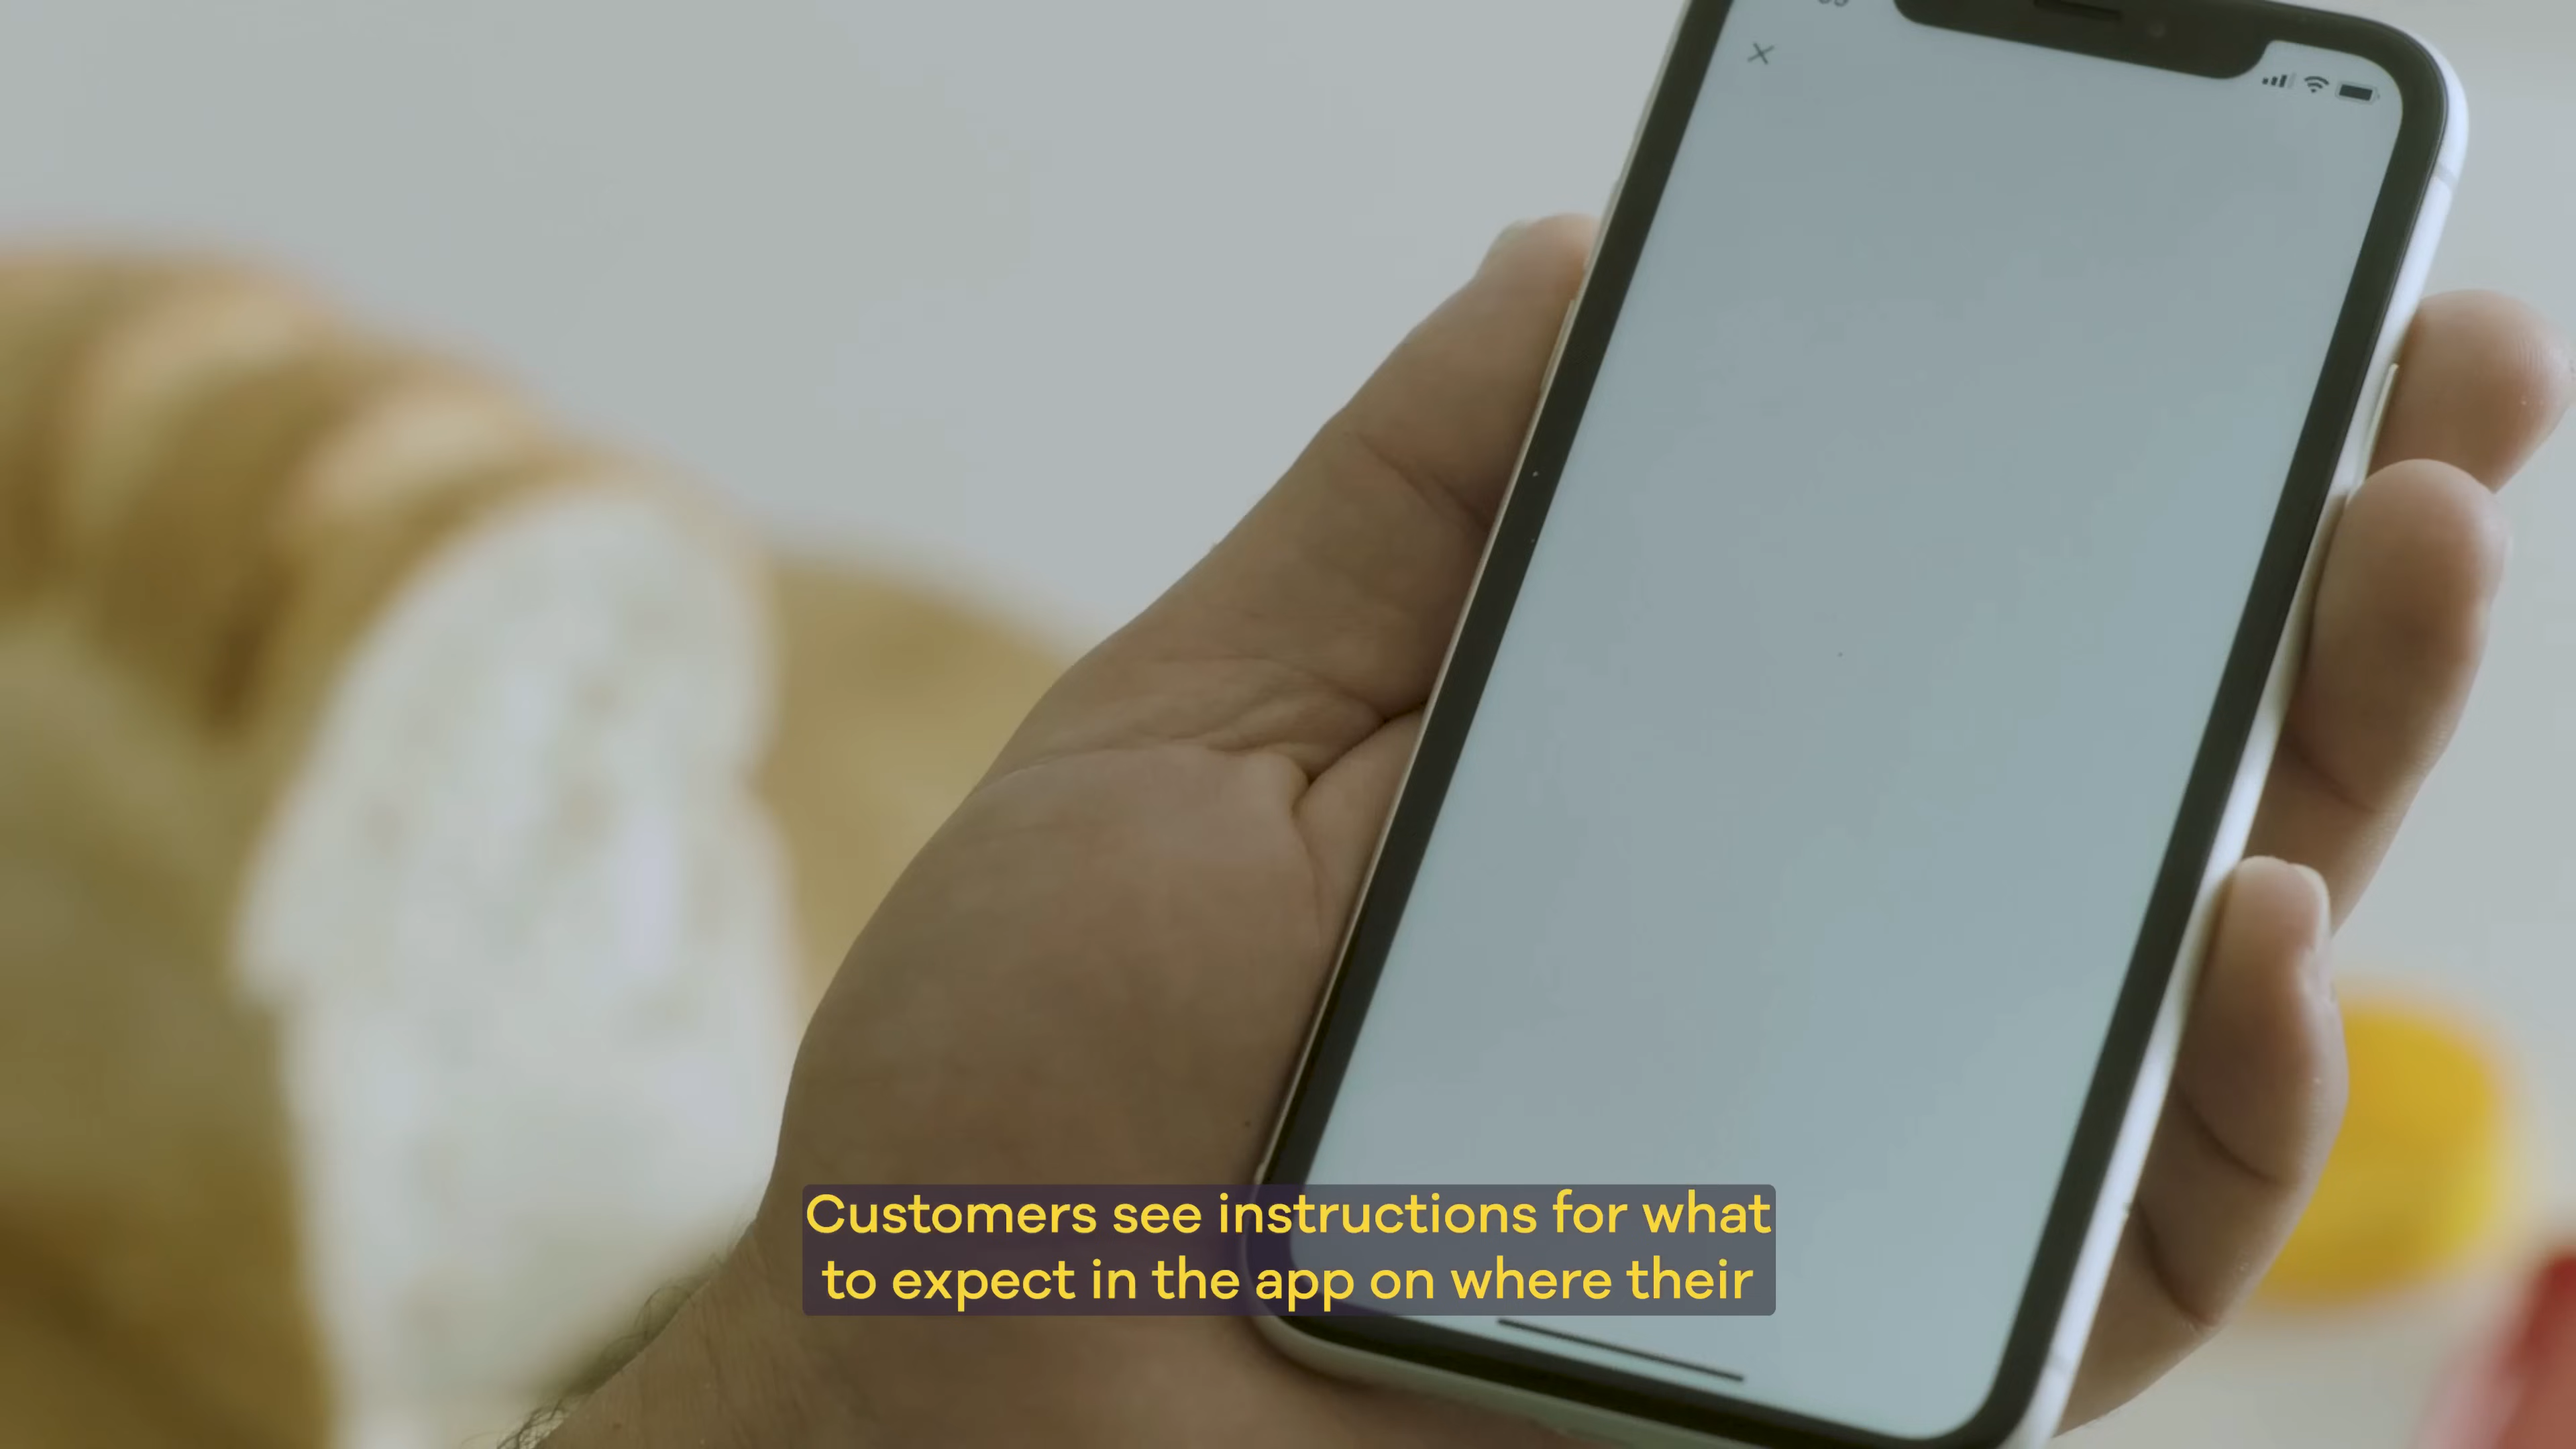 Customers see instructions for what
to expect in the app on where their